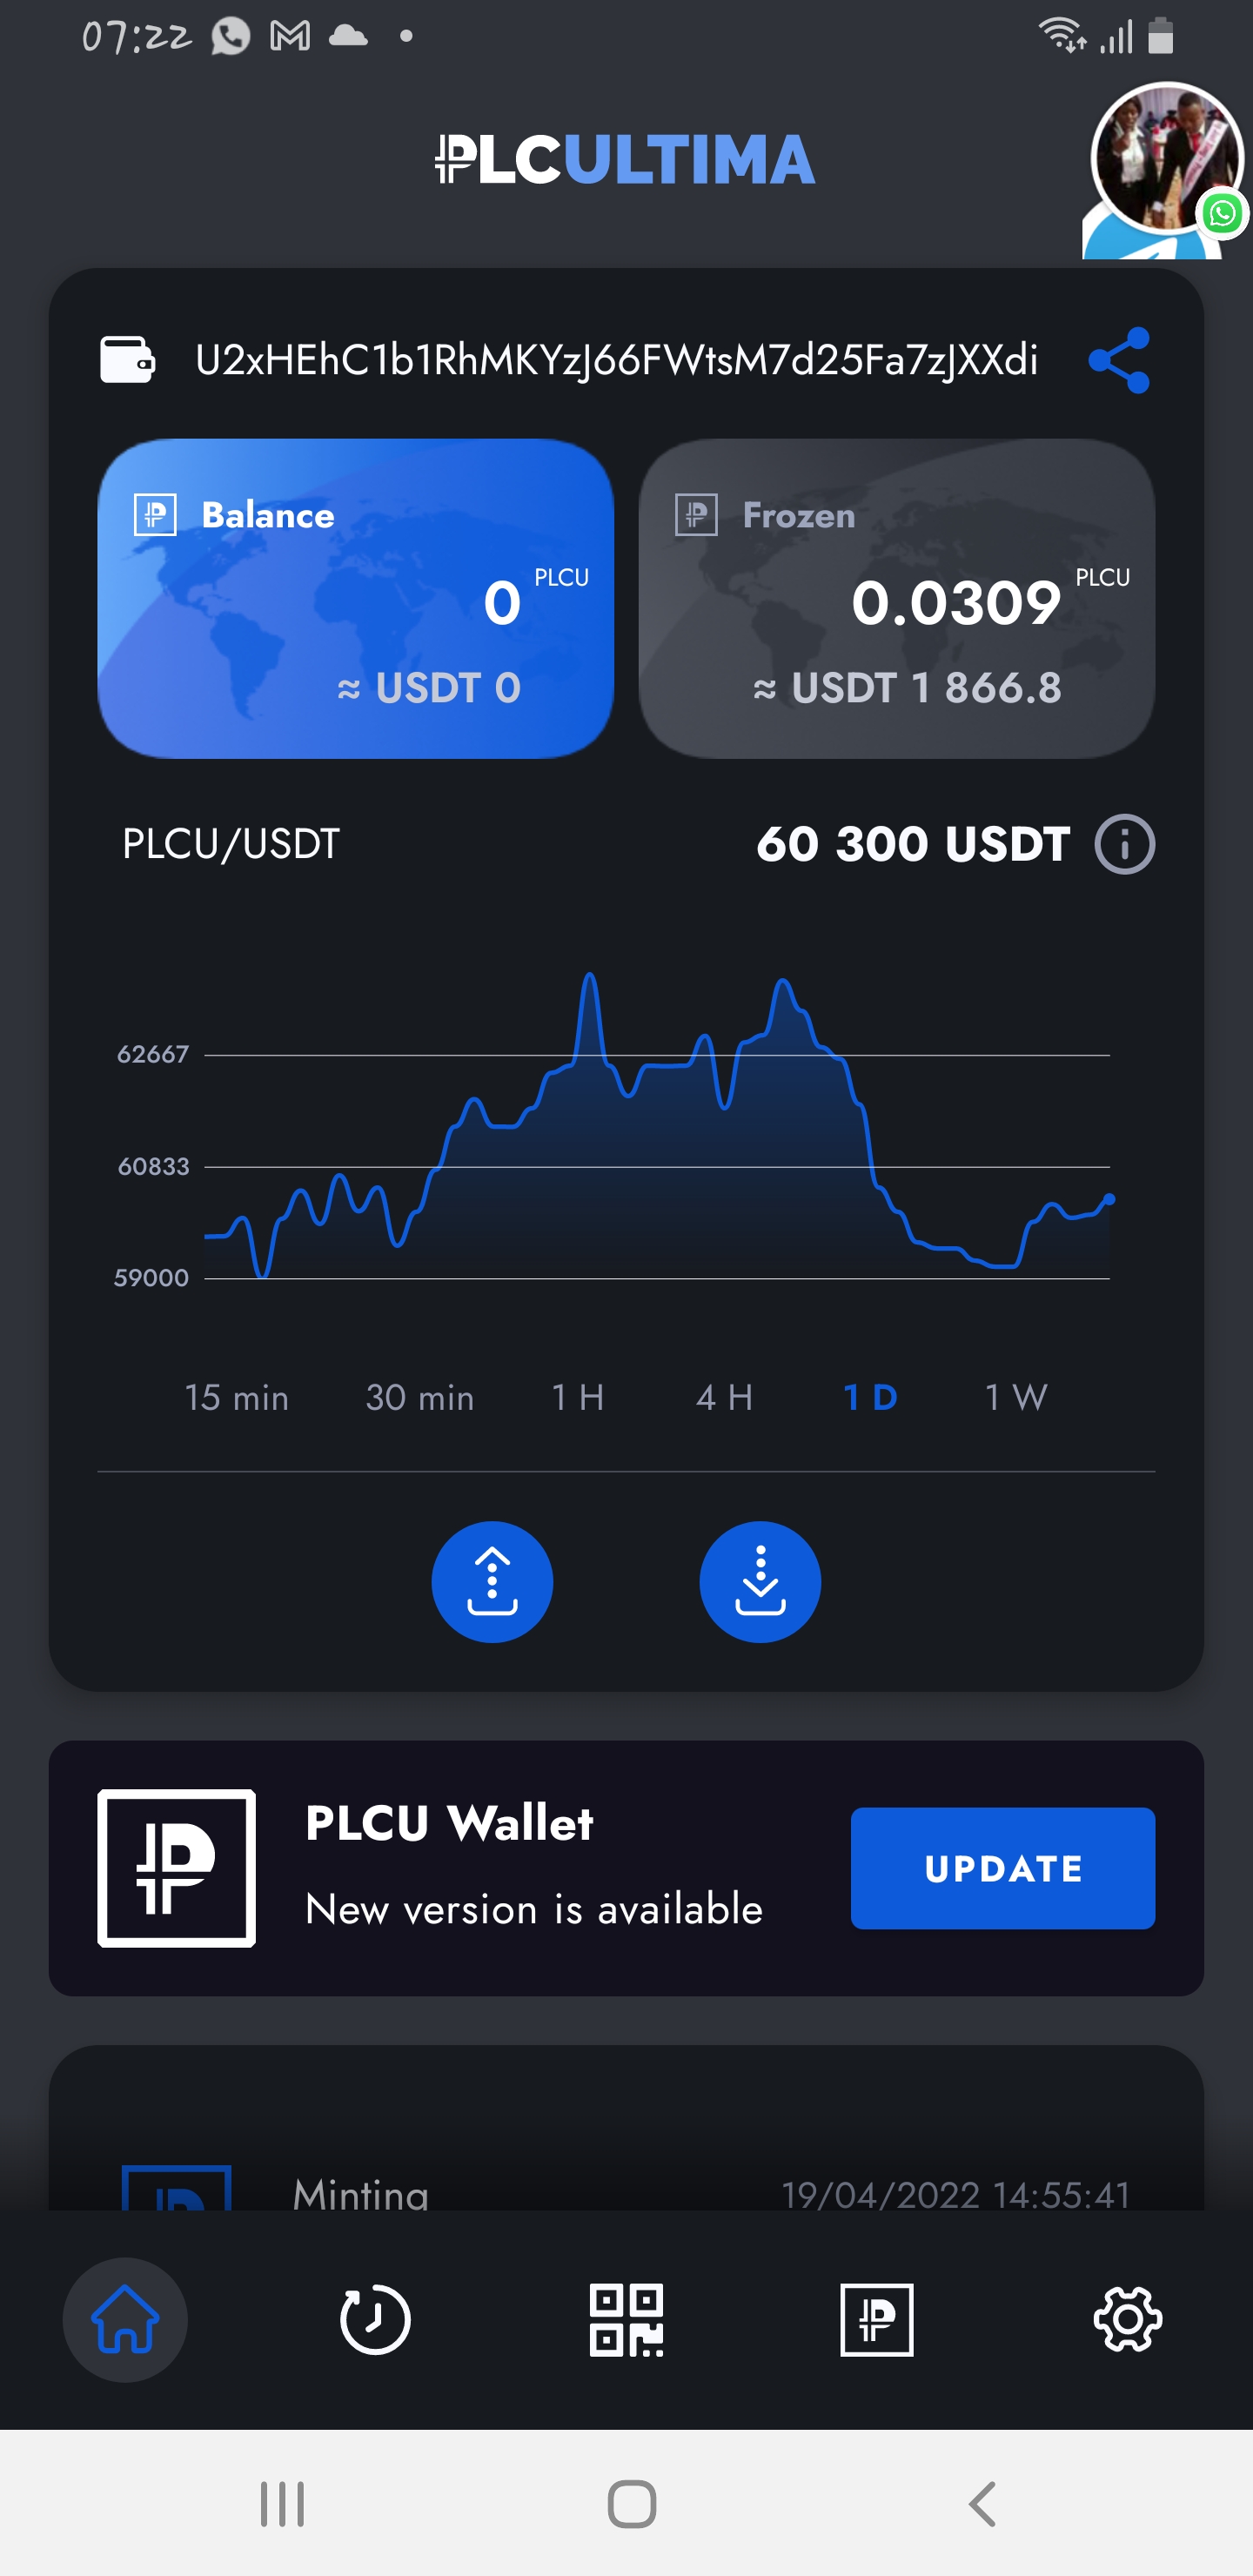 07:22
PLCULTIMA
U2xHEhC1b1RhMKYzJ66FWtsM7d25Fa7zJXXdi
Balance
0 PLCU
≈ USDT 0
Frozen
0.0309 PLCU
≈ USDT 1 866.8
PLCU/USDT 60 300 USDT
62667
60833
59000
15 min 30 min 1 H 4 H 1 D 1 W
PLCU Wallet
New version is available
UPDATE
Minting 19/04/2022 14:55:41